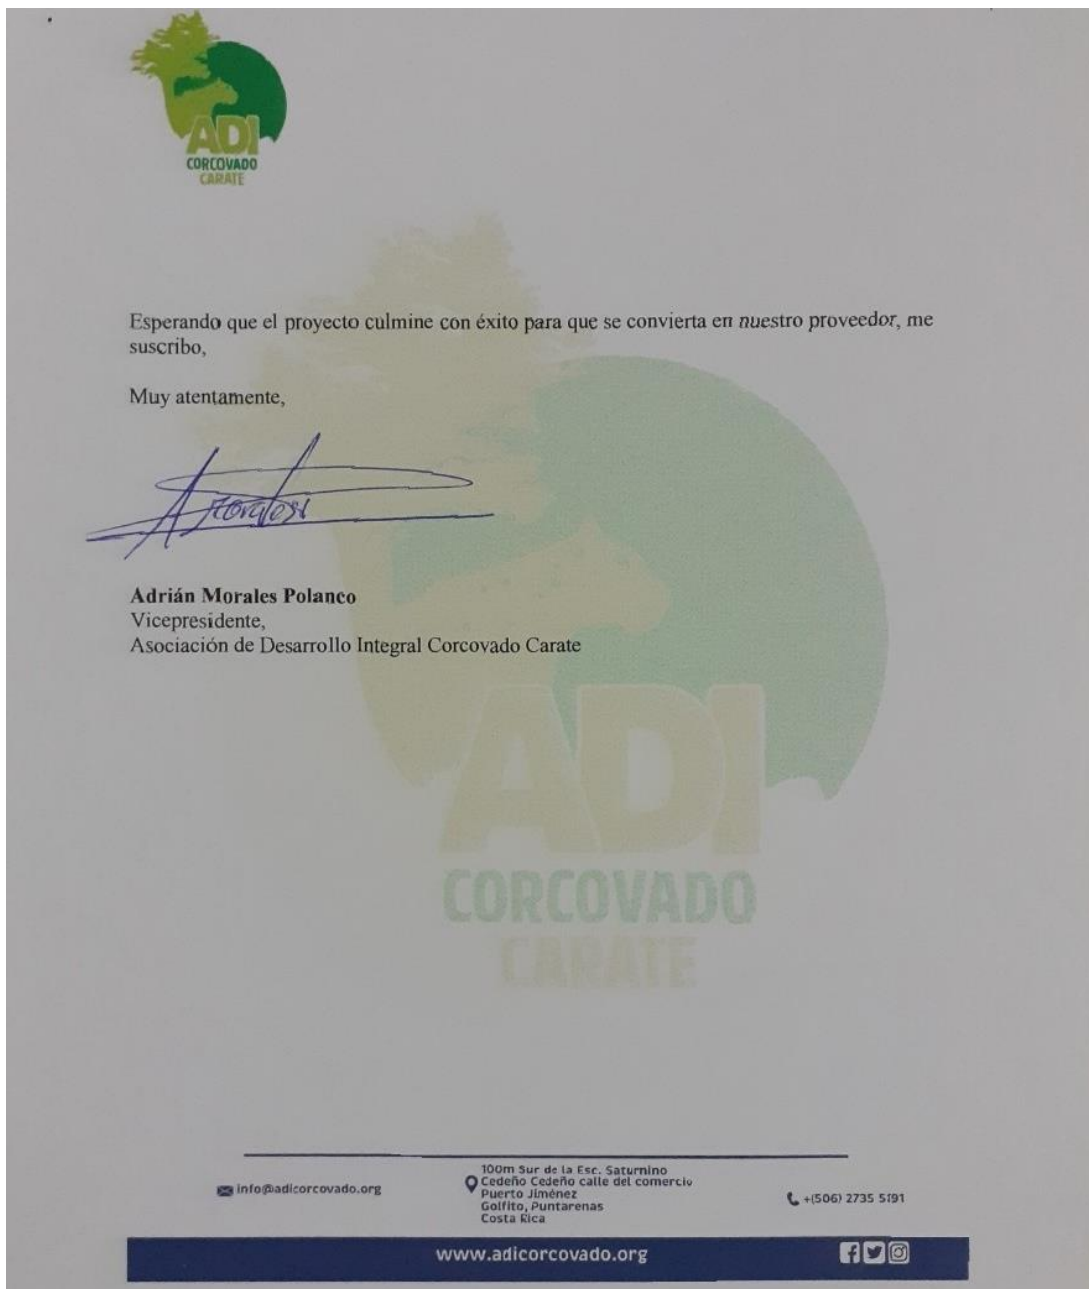 ADI
CORCOVADO
CARATE
Esperando que el proyecto culmine con éxito para que se convierta en nuestro proveedor, me
suscribo,
Muy atentamente,
Adrián Morales Polanco
Vicepresidente,
Asociación de Desarrollo Integral Corcovado Carate
ADI
CORCOVADO
CARATE
info@adicorcovado.org
100m Sur de la Esc. Saturnino
Cedeño Cedeño calle del comercio
Puerto Jiménez
Golfito, Puntarenas
Costa Rica
+(506) 2735 5191
www.adicorcovado.org